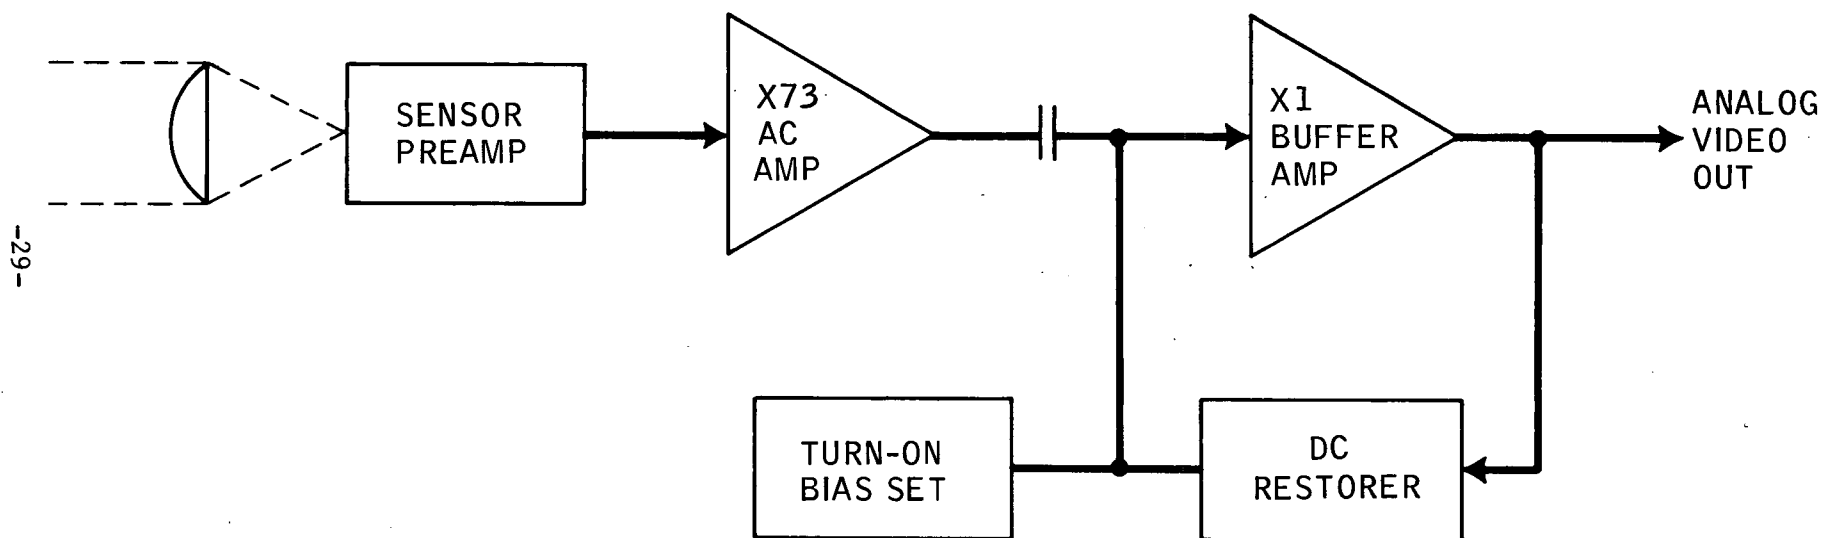 SENSOR
PREAMP
X73
AC
AMP
X1
BUFFER
AMP
ANALOG
VIDEO
OUT
-29-
TURN-ON
BIAS SET
DC
RESTORER